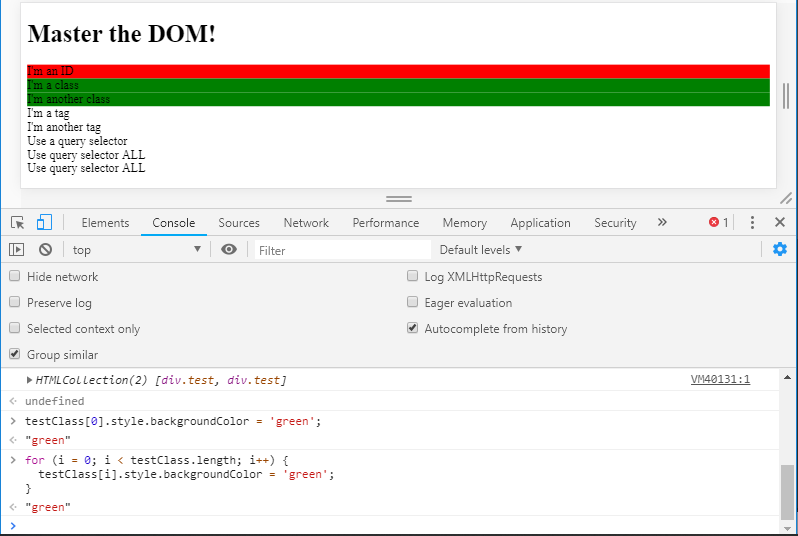 Master the DOM!
I'm an ID
I'm a class
I'm another class
I'm a tag
I'm another tag
Use a query selector
Use query selector ALL
Use query selector ALL
Elements Console Sources Network Performance Memory Application Security » 1
top Filter Default levels
Hide network Log XMLHttpRequests
Preserve log Eager evaluation
Selected context only Autocomplete from history
Group similar
HTMLCollection(2) [div.test, div.test] VM40131:1
undefined
testClass[0].style.backgroundColor = 'green';
"green"
for (i = 0; i < testClass.length; i++) {
testClass[i].style.backgroundColor = 'green';
}
"green"